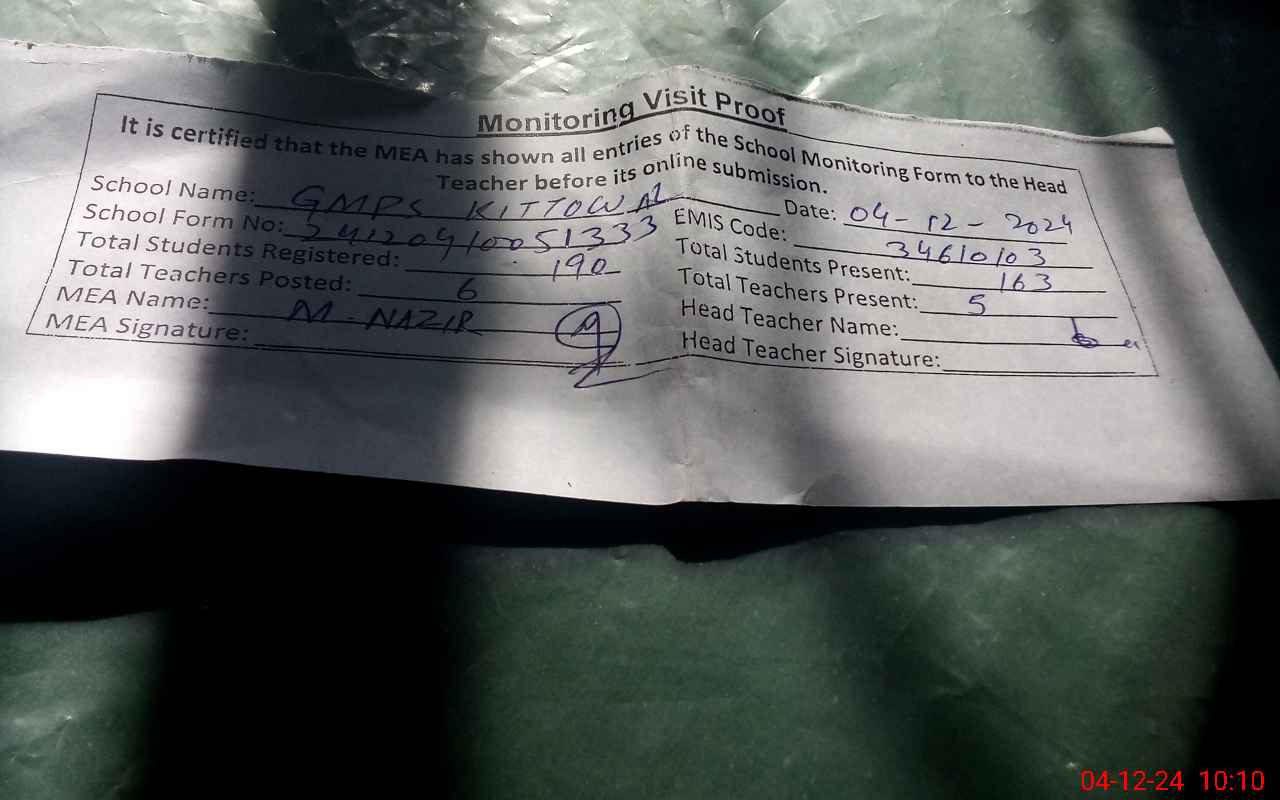 Monitoring Visit Proof
It is certified that the MEA has shown all entries of the School Monitoring Form to the Head
Teacher before its online submission.
School Name: GMPS KITTOWAL Date: 04-12-2024
School Form No: 34120410051333 EMIS Code: 34610103
Total Students Registered: 190 Total Students Present: 163
Total Teachers Posted: 6 Total Teachers Present: 5
MEA Name: M-NAZIR Head Teacher Name:
MEA Signature: Head Teacher Signature:
04-12-24 10:10